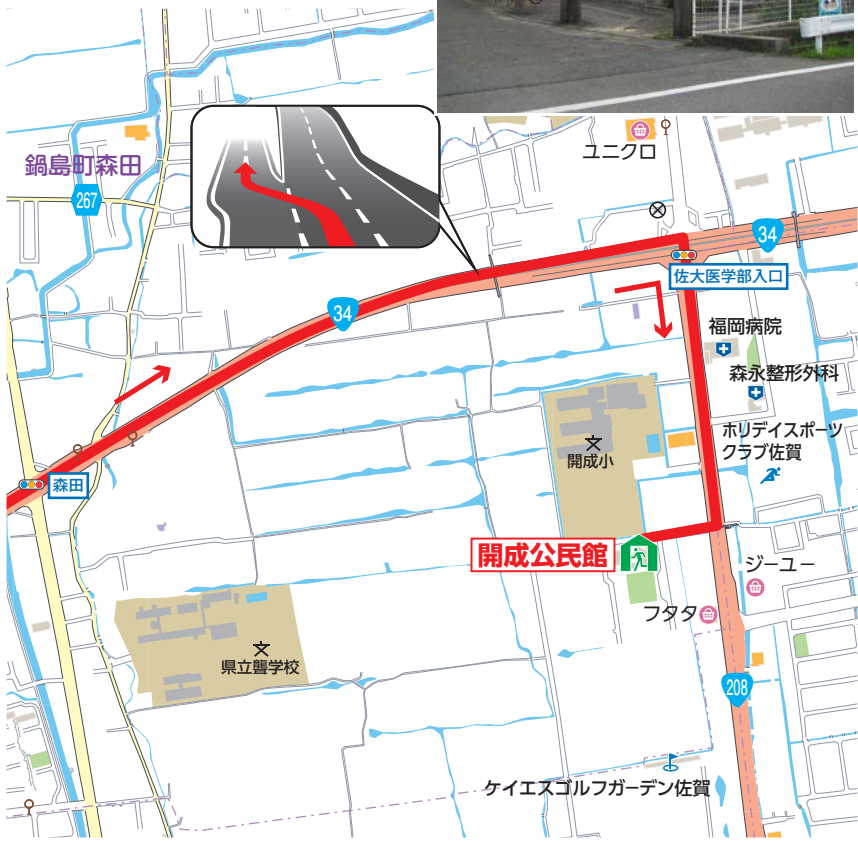 ユニクロ
鍋島町森田
267
34
佐大医学部入口
34
福岡病院
森永整形外科
ホリデイスポーツ
クラブ佐賀
開成小
森田
開成公民館
ジーユー
フタタ
県立聾学校
208
ケイエスゴルフガーデン佐賀